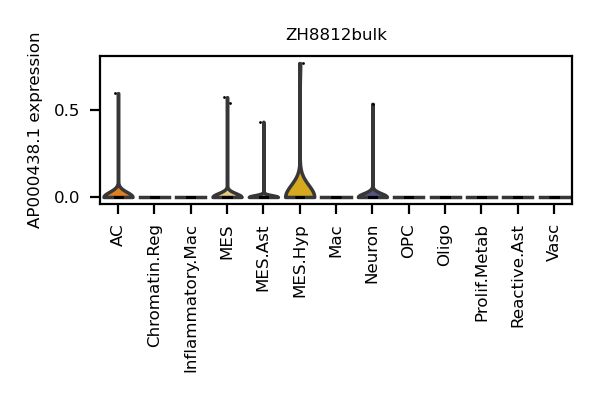 ZH8812bulk
AP000438.1 expression
0.5
0.0
AC
Chromatin.Reg
Inflammatory.Mac
MES
MES.Ast
MES.Hyp
Mac
Neuron
OPC
Oligo
Prolif.Metab
Reactive.Ast
Vasc